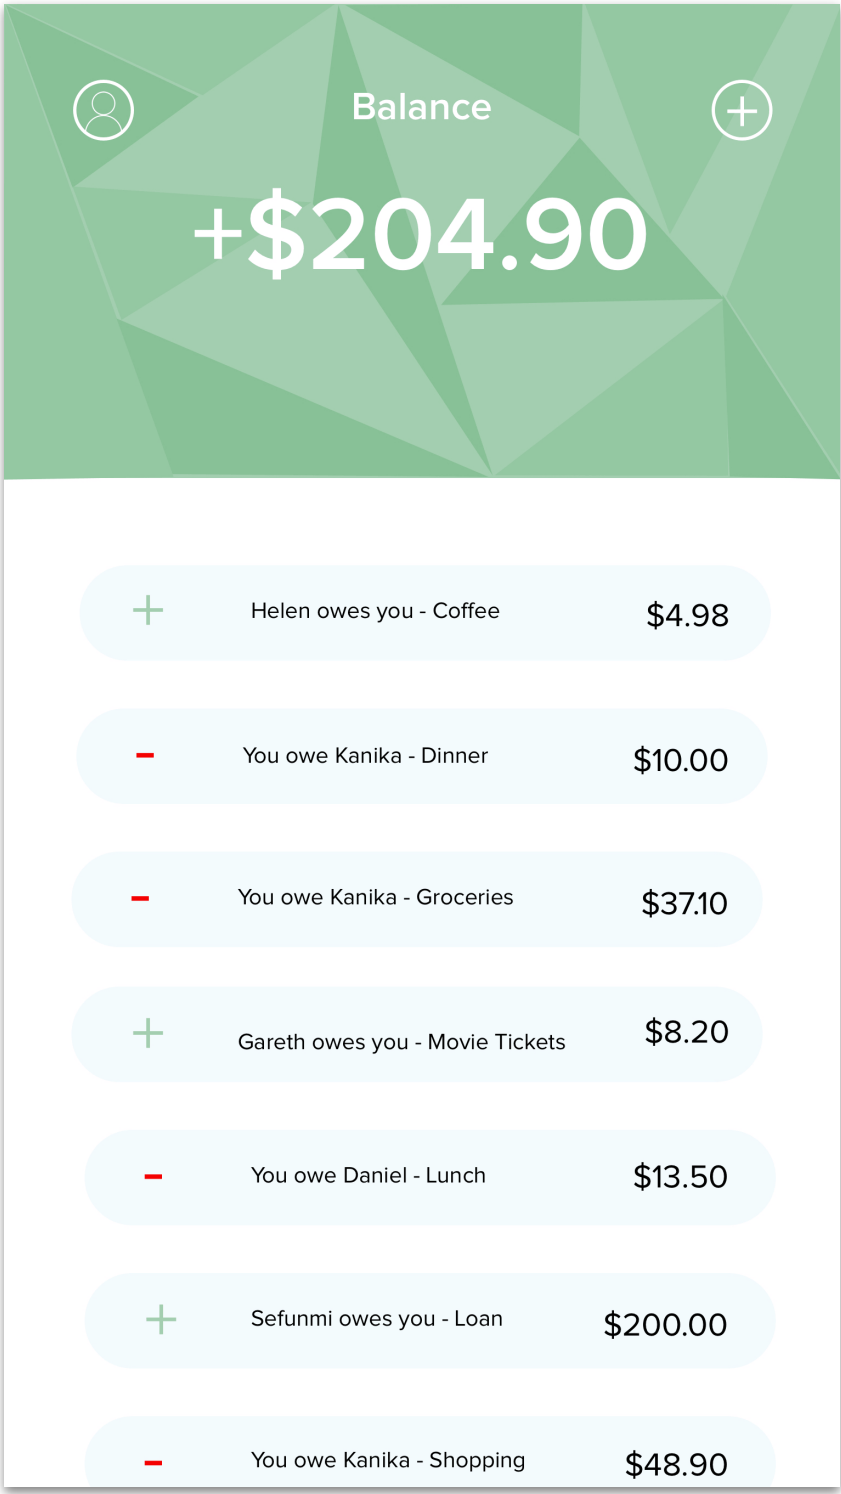 Balance
+$204.90
+ Helen owes you - Coffee $4.98
- You owe Kanika - Dinner $10.00
- You owe Kanika - Groceries $37.10
+ Gareth owes you - Movie Tickets $8.20
- You owe Daniel - Lunch $13.50
+ Sefunmi owes you - Loan $200.00
- You owe Kanika - Shopping $48.90